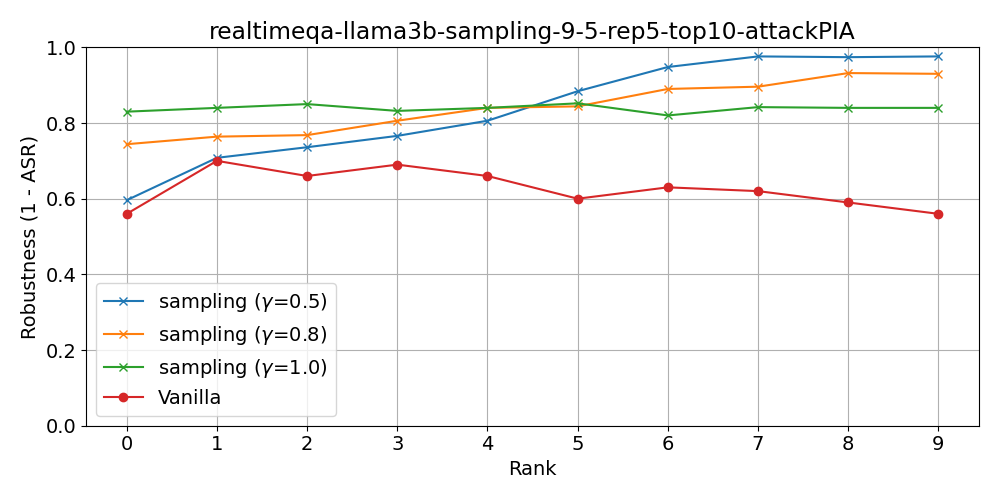 realtimeqa-llama3b-sampling-9-5-rep5-top10-attackPIA
Robustness (1 - ASR)
1.0
0.8
0.6
0.4
0.2
0.0
sampling (γ=0.5)
sampling (γ=0.8)
sampling (γ=1.0)
Vanilla
0 1 2 3 4 5 6 7 8 9
Rank